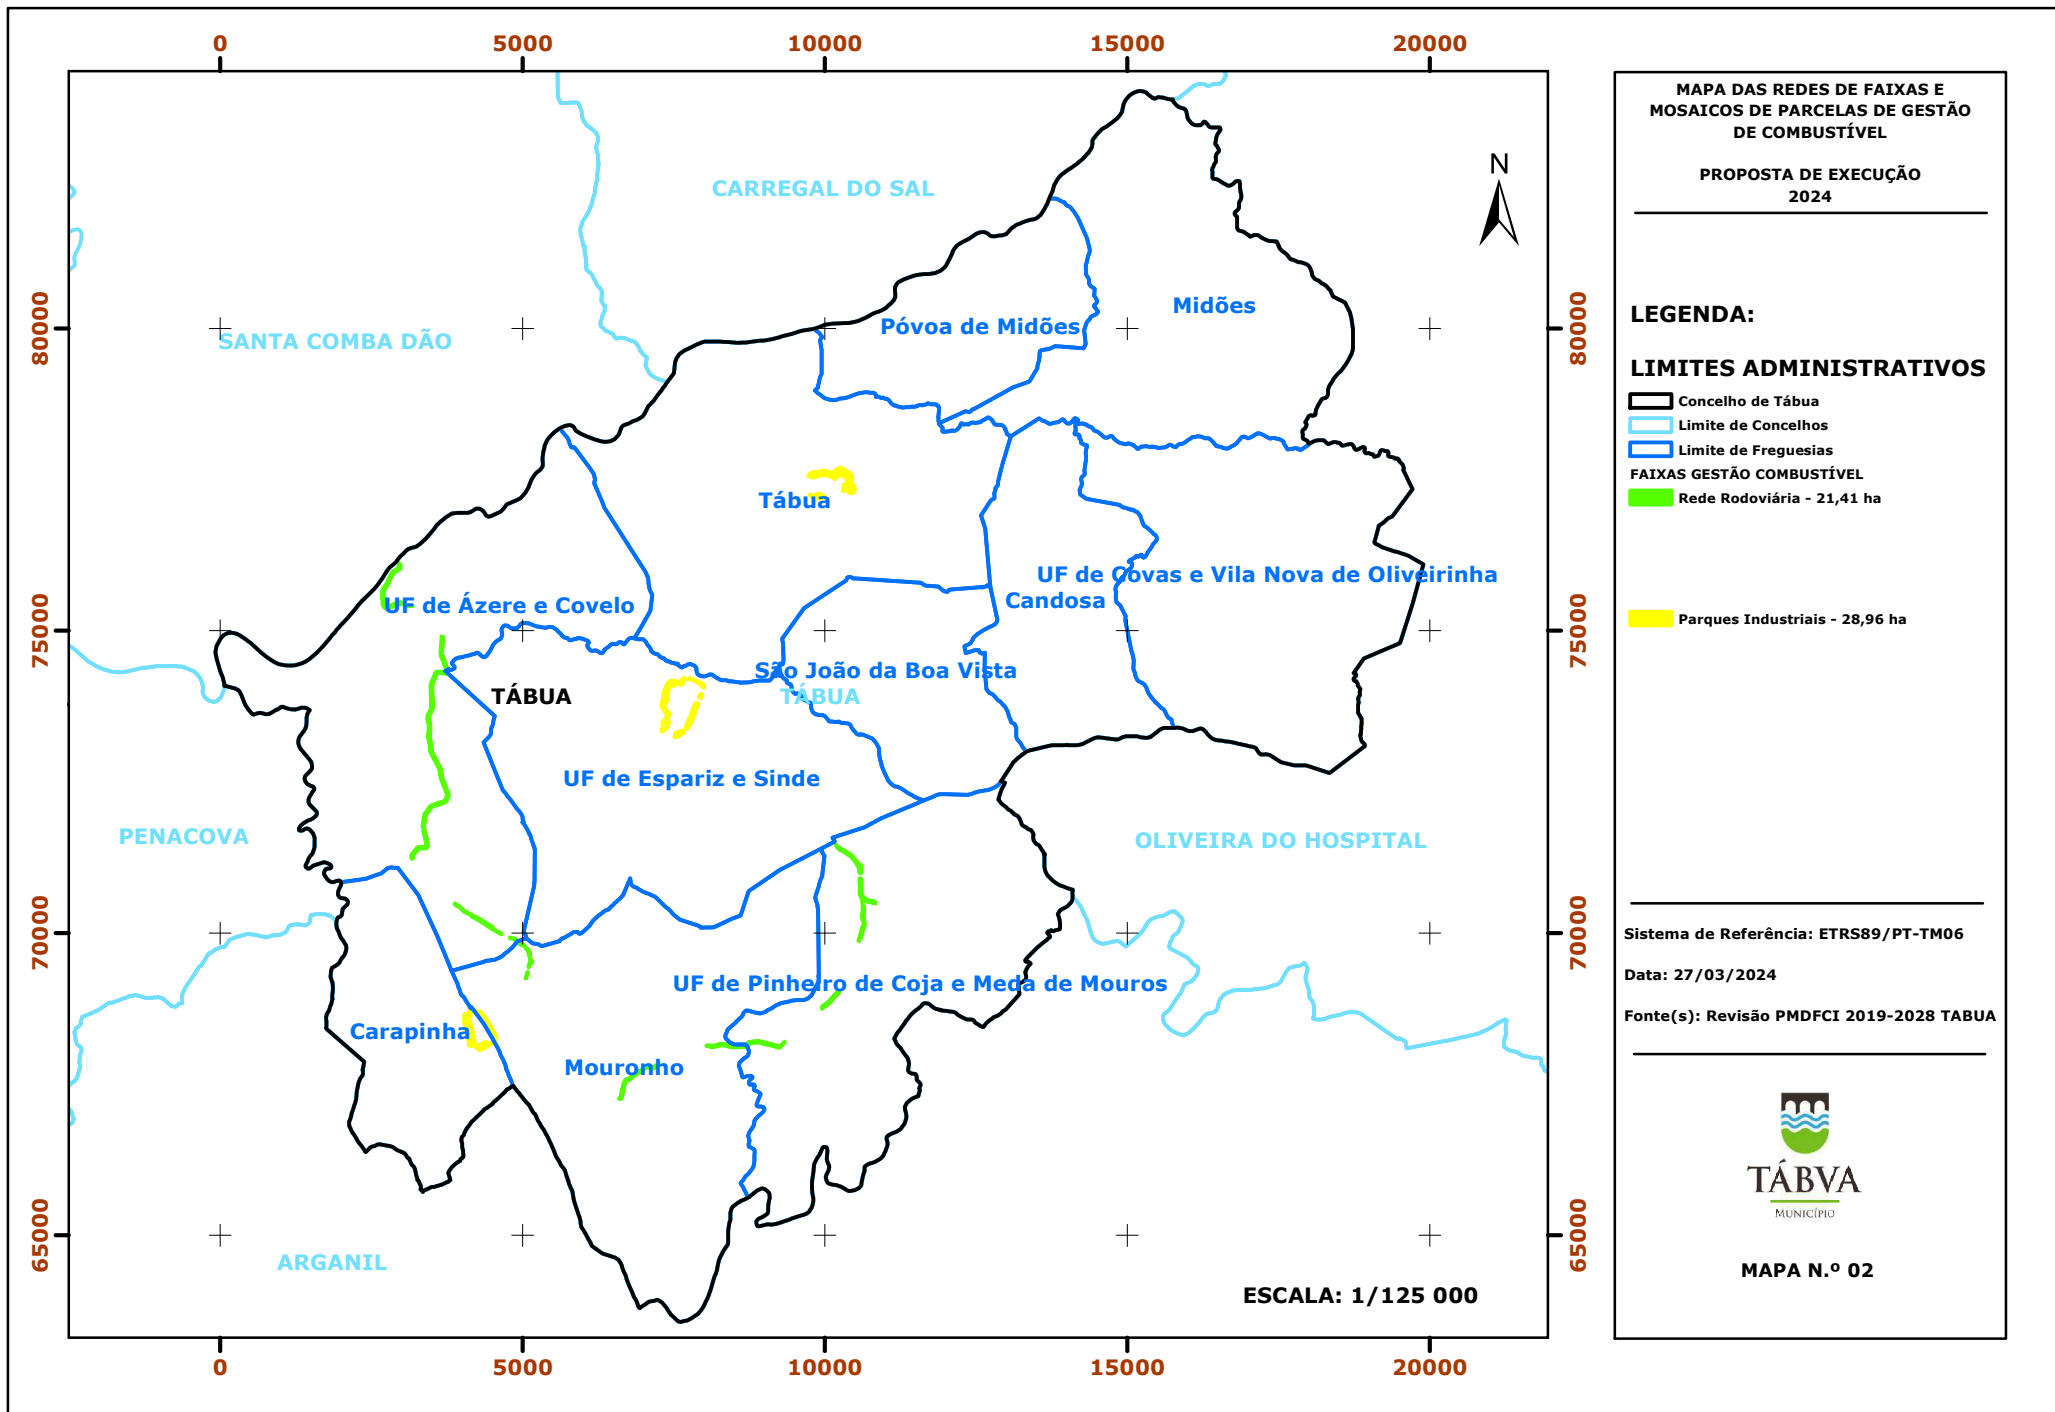 0 5000 10000 15000 20000
CARREGAL DO SAL
N
Midões
Póvoa de Midões
80000
80000
SANTA COMBA DÃO
Tábua
UF de Covas e Vila Nova de Oliveirinha
Candosa
UF de Ázere e Covelo
75000
75000
São João da Boa Vista
TÁBUA
TÁBUA
UF de Espariz e Sinde
PENACOVA
OLIVEIRA DO HOSPITAL
70000
70000
UF de Pinheiro de Coja e Meda de Mouros
Carapinha
Mouronho
65000
65000
ARGANIL
ESCALA: 1/125 000
0 5000 10000 15000 20000
MAPA DAS REDES DE FAIXAS E
MOSAICOS DE PARCELAS DE GESTÃO
DE COMBUSTÍVEL
PROPOSTA DE EXECUÇÃO
2024
LEGENDA:
LIMITES ADMINISTRATIVOS
Concelho de Tábua
Limite de Concelhos
Limite de Freguesias
FAIXAS GESTÃO COMBUSTÍVEL
Rede Rodoviária - 21,41 ha
Parques Industriais - 28,96 ha
Sistema de Referência: ETRS89/PT-TM06
Data: 27/03/2024
Fonte(s): Revisão PMDFCI 2019-2028 TABUA
TÁBVA
MUNICÍPIO
MAPA N.º 02